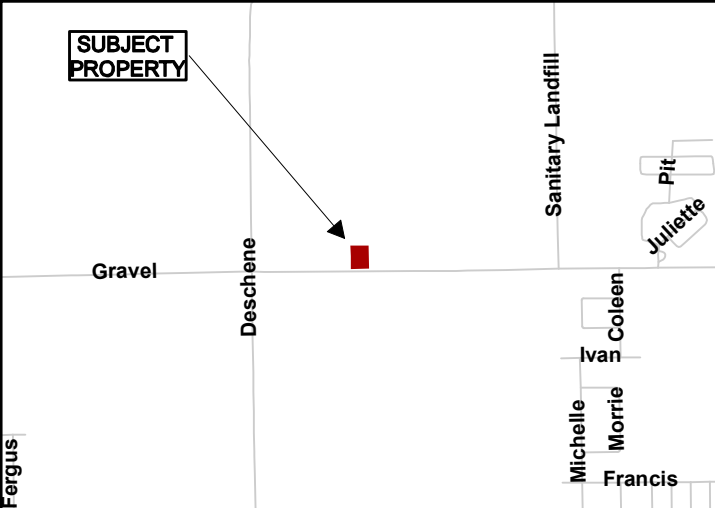 SUBJECT
PROPERTY
Sanitary Landfill
Pit
Juliette
Gravel
Deschene
Coleen
Ivan
Michelle
Morrie
Fergus
Francis